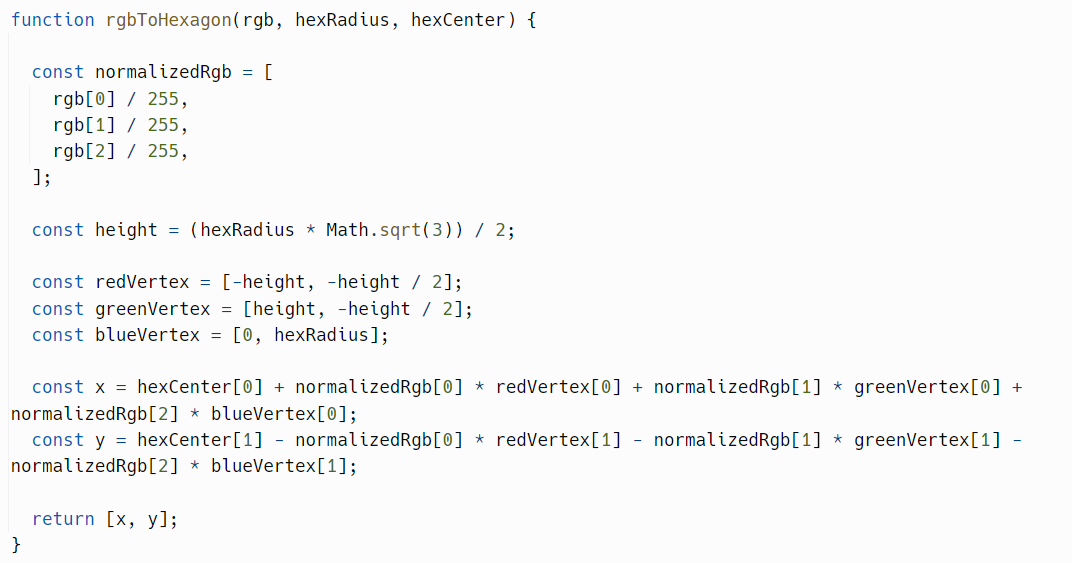 function rgbToHexagon(rgb, hexRadius, hexCenter) {
const normalizedRgb = [
rgb[0] / 255,
rgb[1] / 255,
rgb[2] / 255,
];
const height = (hexRadius * Math.sqrt(3)) / 2;
const redVertex = [-height, -height / 2];
const greenVertex = [height, -height / 2];
const blueVertex = [0, hexRadius];
const x = hexCenter[0] + normalizedRgb[0] * redVertex[0] + normalizedRgb[1] * greenVertex[0] +
normalizedRgb[2] * blueVertex[0];
const y = hexCenter[1] - normalizedRgb[0] * redVertex[1] - normalizedRgb[1] * greenVertex[1] -
normalizedRgb[2] * blueVertex[1];
return [x, y];
}